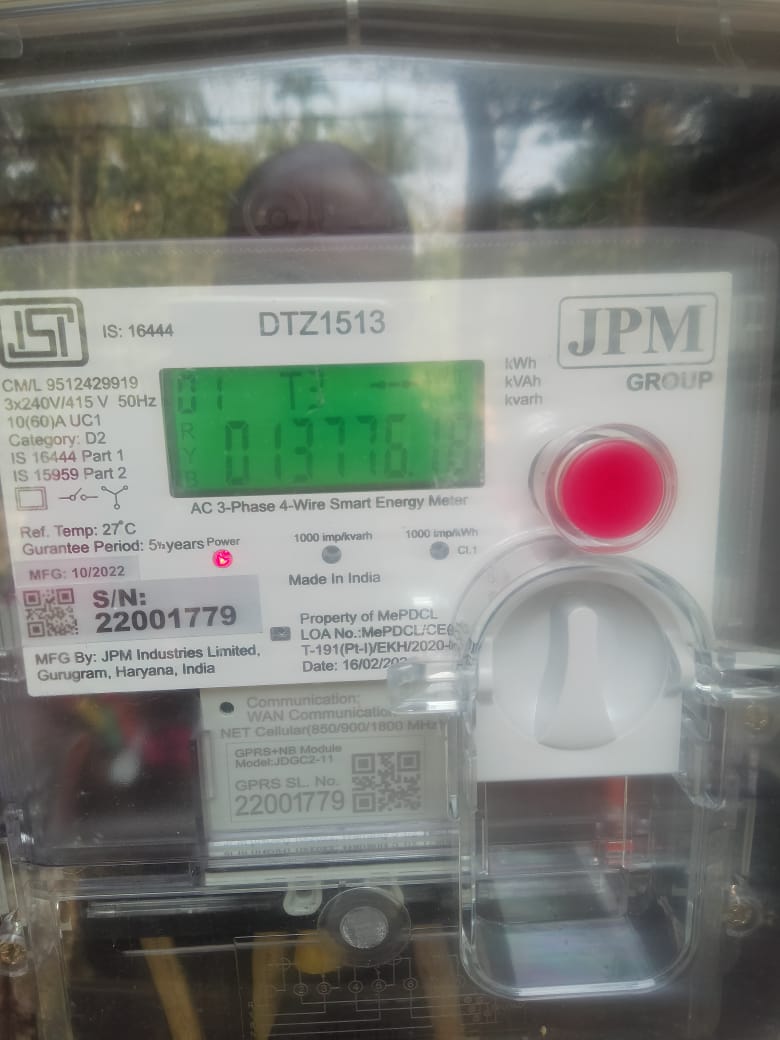 ISI
IS: 16444
DTZ1513
JPM
GROUP
CM/L 9512429919
3x240V/415 V 50Hz
10(60)A UC1
Category: D2
IS 16444 Part 1
IS 15959 Part 2
01 T3
R
Y
B
013776.19
kWh
kVAh
kvarh
AC 3-Phase 4-Wire Smart Energy Meter
Ref. Temp: 27°C
Gurantee Period: 5½years
Power
1000 imp/kvarh
1000 imp/kWh
Cl.1
MFG: 10/2022
Made In India
S/N:
22001779
Property of MePDCL
LOA No.:MePDCL/CE
T-191(Pt-I)/EKH/2020-
Date: 16/02/
MFG By: JPM Industries Limited,
Gurugram, Haryana, India
Communication:
WAN Communication
NET Cellular(850/900/1800 MHz
GPRS+NB Module
Model:JDGC2-11
GPRS SL. No.
22001779